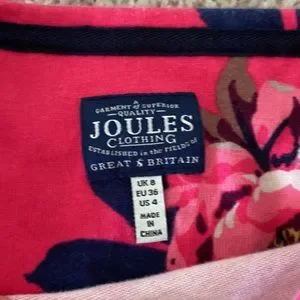 A
GARMENT of SUPERIOR
QUALITY
JOULES
CLOTHING
ESTABLISHED in the FIELDS OF
GREAT & BRITAIN
UK 8
EU 36
US 4
MADE
IN
CHINA